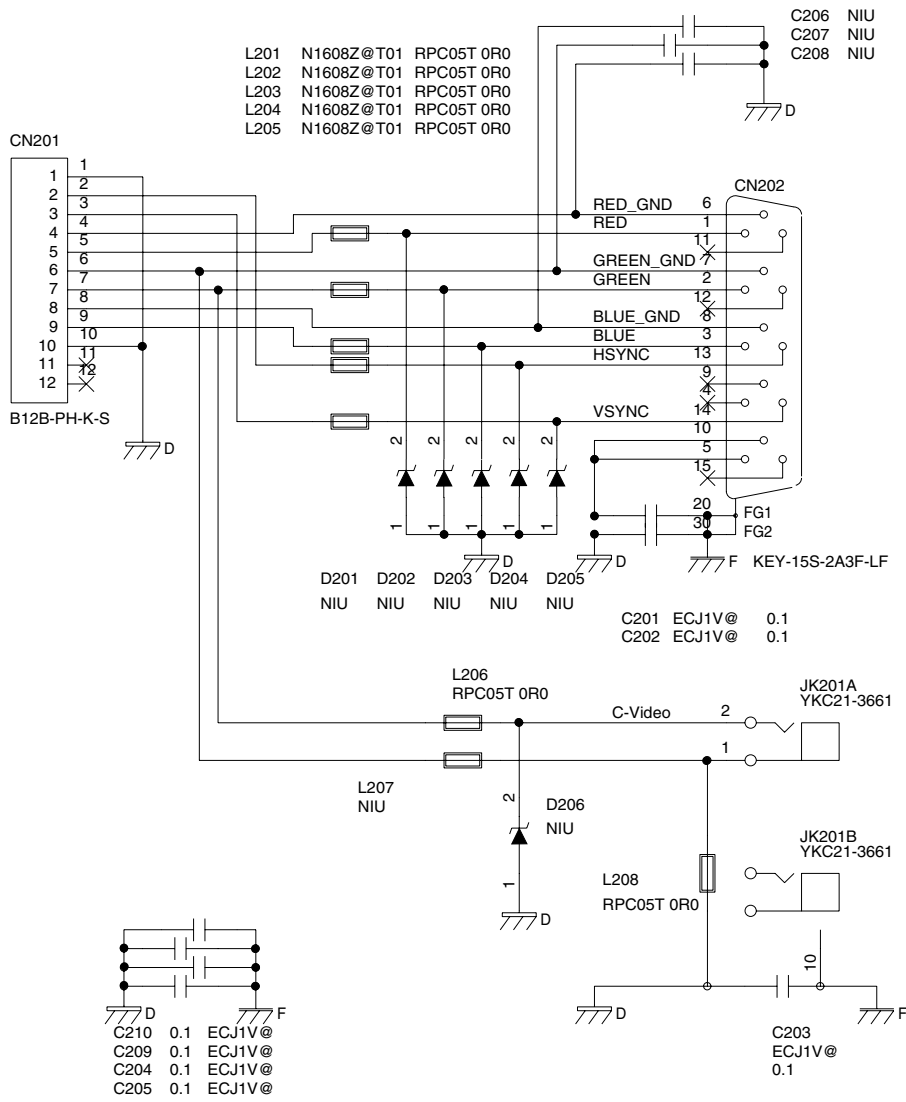 C206 NIU
C207 NIU
C208 NIU
L201 N1608Z@T01 RPC05T 0R0
L202 N1608Z@T01 RPC05T 0R0
L203 N1608Z@T01 RPC05T 0R0
L204 N1608Z@T01 RPC05T 0R0
L205 N1608Z@T01 RPC05T 0R0
D
CN201
1 1
2 2
3 3
4 4
5 5
6 6
7 7
8 8
9 9
10 10
11 11
12 12
B12B-PH-K-S
D
CN202
RED_GND 6
RED 1
11
GREEN_GND 7
GREEN 2
12
BLUE_GND 8
BLUE 3
HSYNC 13
9
4
VSYNC 14
10
5
15
2 2 2 2 2
1 1 1 1 1
20 FG1
30 FG2
D
D
F KEY-15S-2A3F-LF
D201 D202 D203 D204 D205
NIU NIU NIU NIU NIU
C201 ECJ1V@ 0.1
C202 ECJ1V@ 0.1
L206
RPC05T 0R0
C-Video 2
1
JK201A
YKC21-3661
L207
NIU
2
1
D206
NIU
D
JK201B
YKC21-3661
L208
RPC05T 0R0
10
D
F
C203
ECJ1V@
0.1
D
F
C210 0.1 ECJ1V@
C209 0.1 ECJ1V@
C204 0.1 ECJ1V@
C205 0.1 ECJ1V@